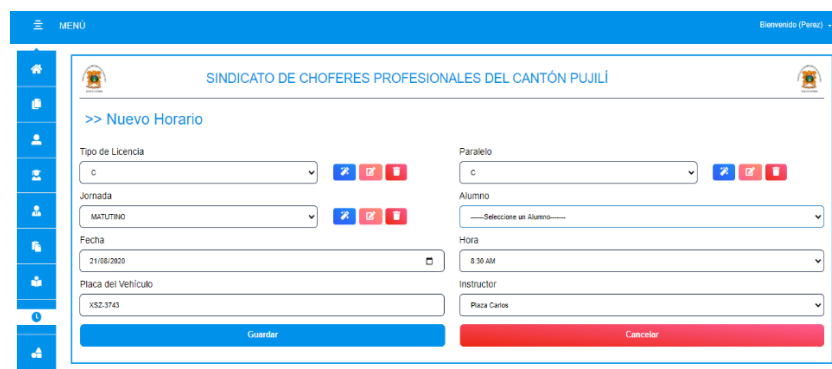 MENÚ
Bienvenido (Perez)
SINDICATO DE CHOFERES PROFESIONALES DEL CANTÓN PUJILÍ
>> Nuevo Horario
Tipo de Licencia
Paralelo
C
C
Jornada
Alumno
MATUTINO
------Seleccione un Alumno-------
Fecha
Hora
21/08/2020
8:30 AM
Placa del Vehículo
Instructor
XSZ-3743
Plaza Carlos
Guardar
Cancelar